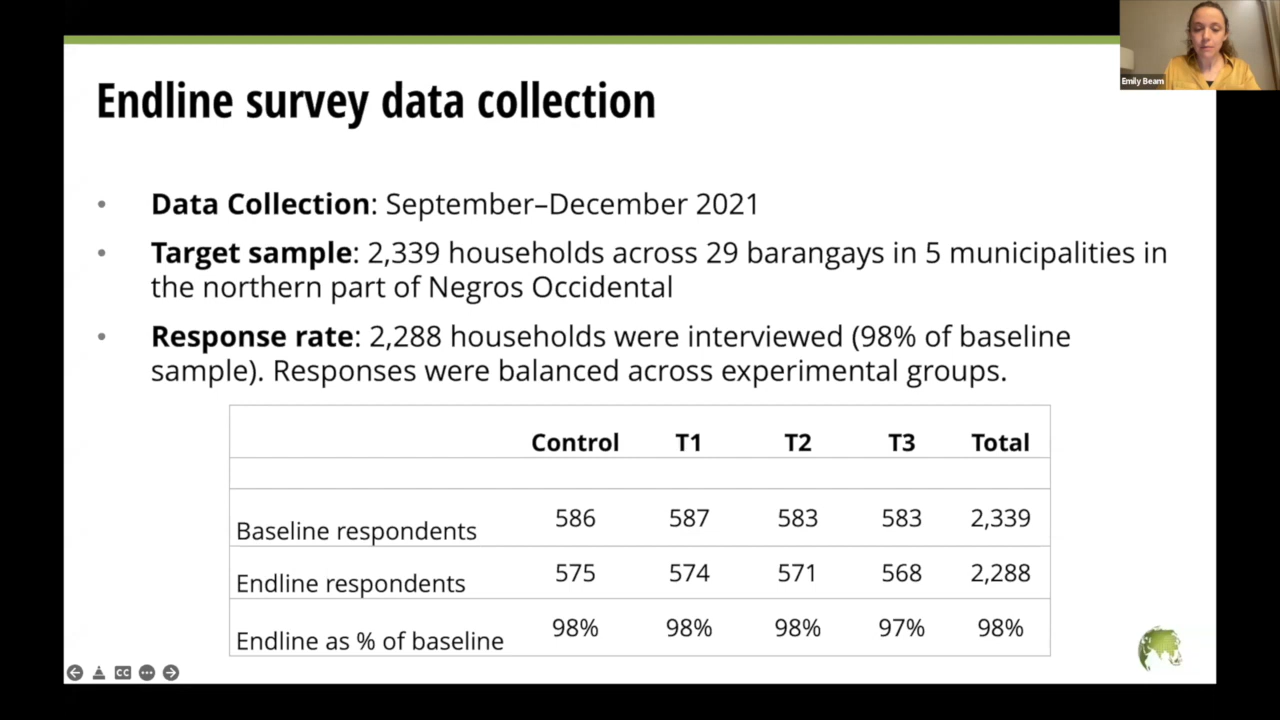 Emily Beam
Endline survey data collection
• Data Collection: September–December 2021
• Target sample: 2,339 households across 29 barangays in 5 municipalities in
the northern part of Negros Occidental
• Response rate: 2,288 households were interviewed (98% of baseline
sample). Responses were balanced across experimental groups.
Control T1 T2 T3 Total
Baseline respondents 586 587 583 583 2,339
Endline respondents 575 574 571 568 2,288
Endline as % of baseline 98% 98% 98% 97% 98%
CC